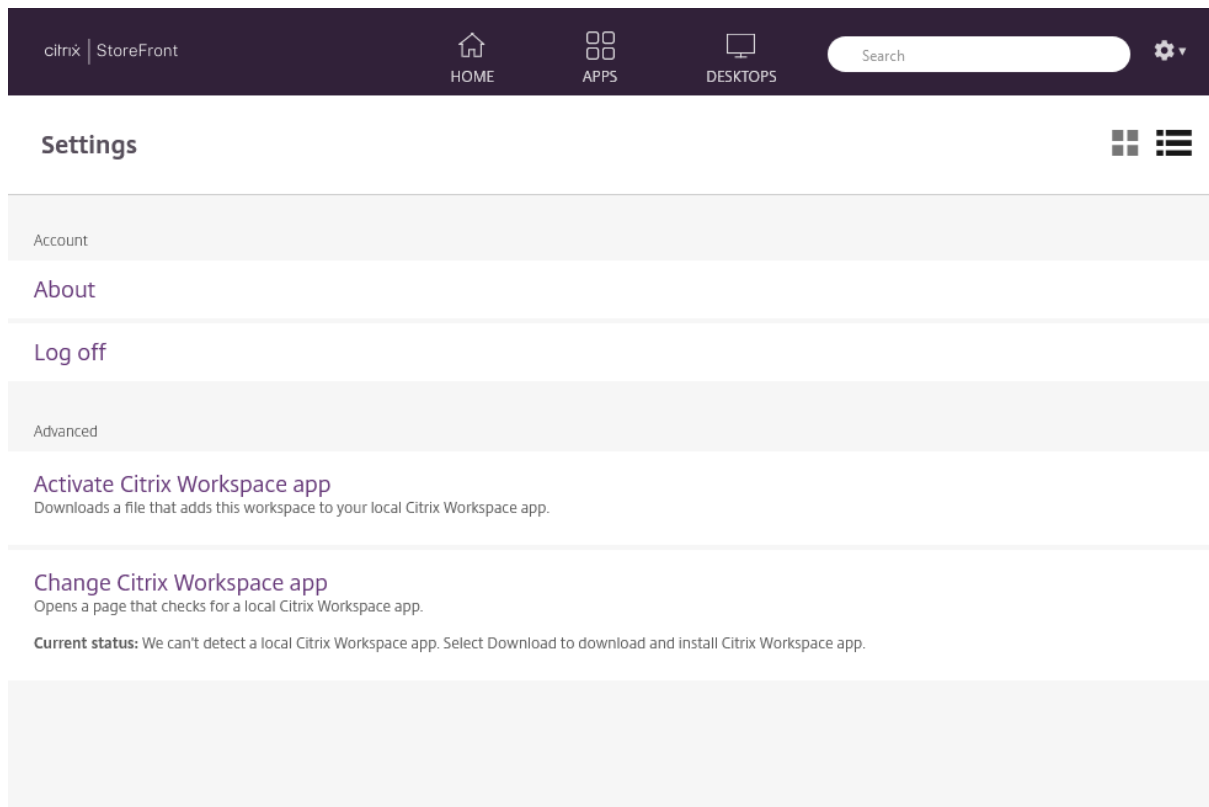 citrix | StoreFront
HOME
APPS
DESKTOPS
Search
Settings
Account
About
Log off
Advanced
Activate Citrix Workspace app
Downloads a file that adds this workspace to your local Citrix Workspace app.
Change Citrix Workspace app
Opens a page that checks for a local Citrix Workspace app.
Current status: We can't detect a local Citrix Workspace app. Select Download to download and install Citrix Workspace app.